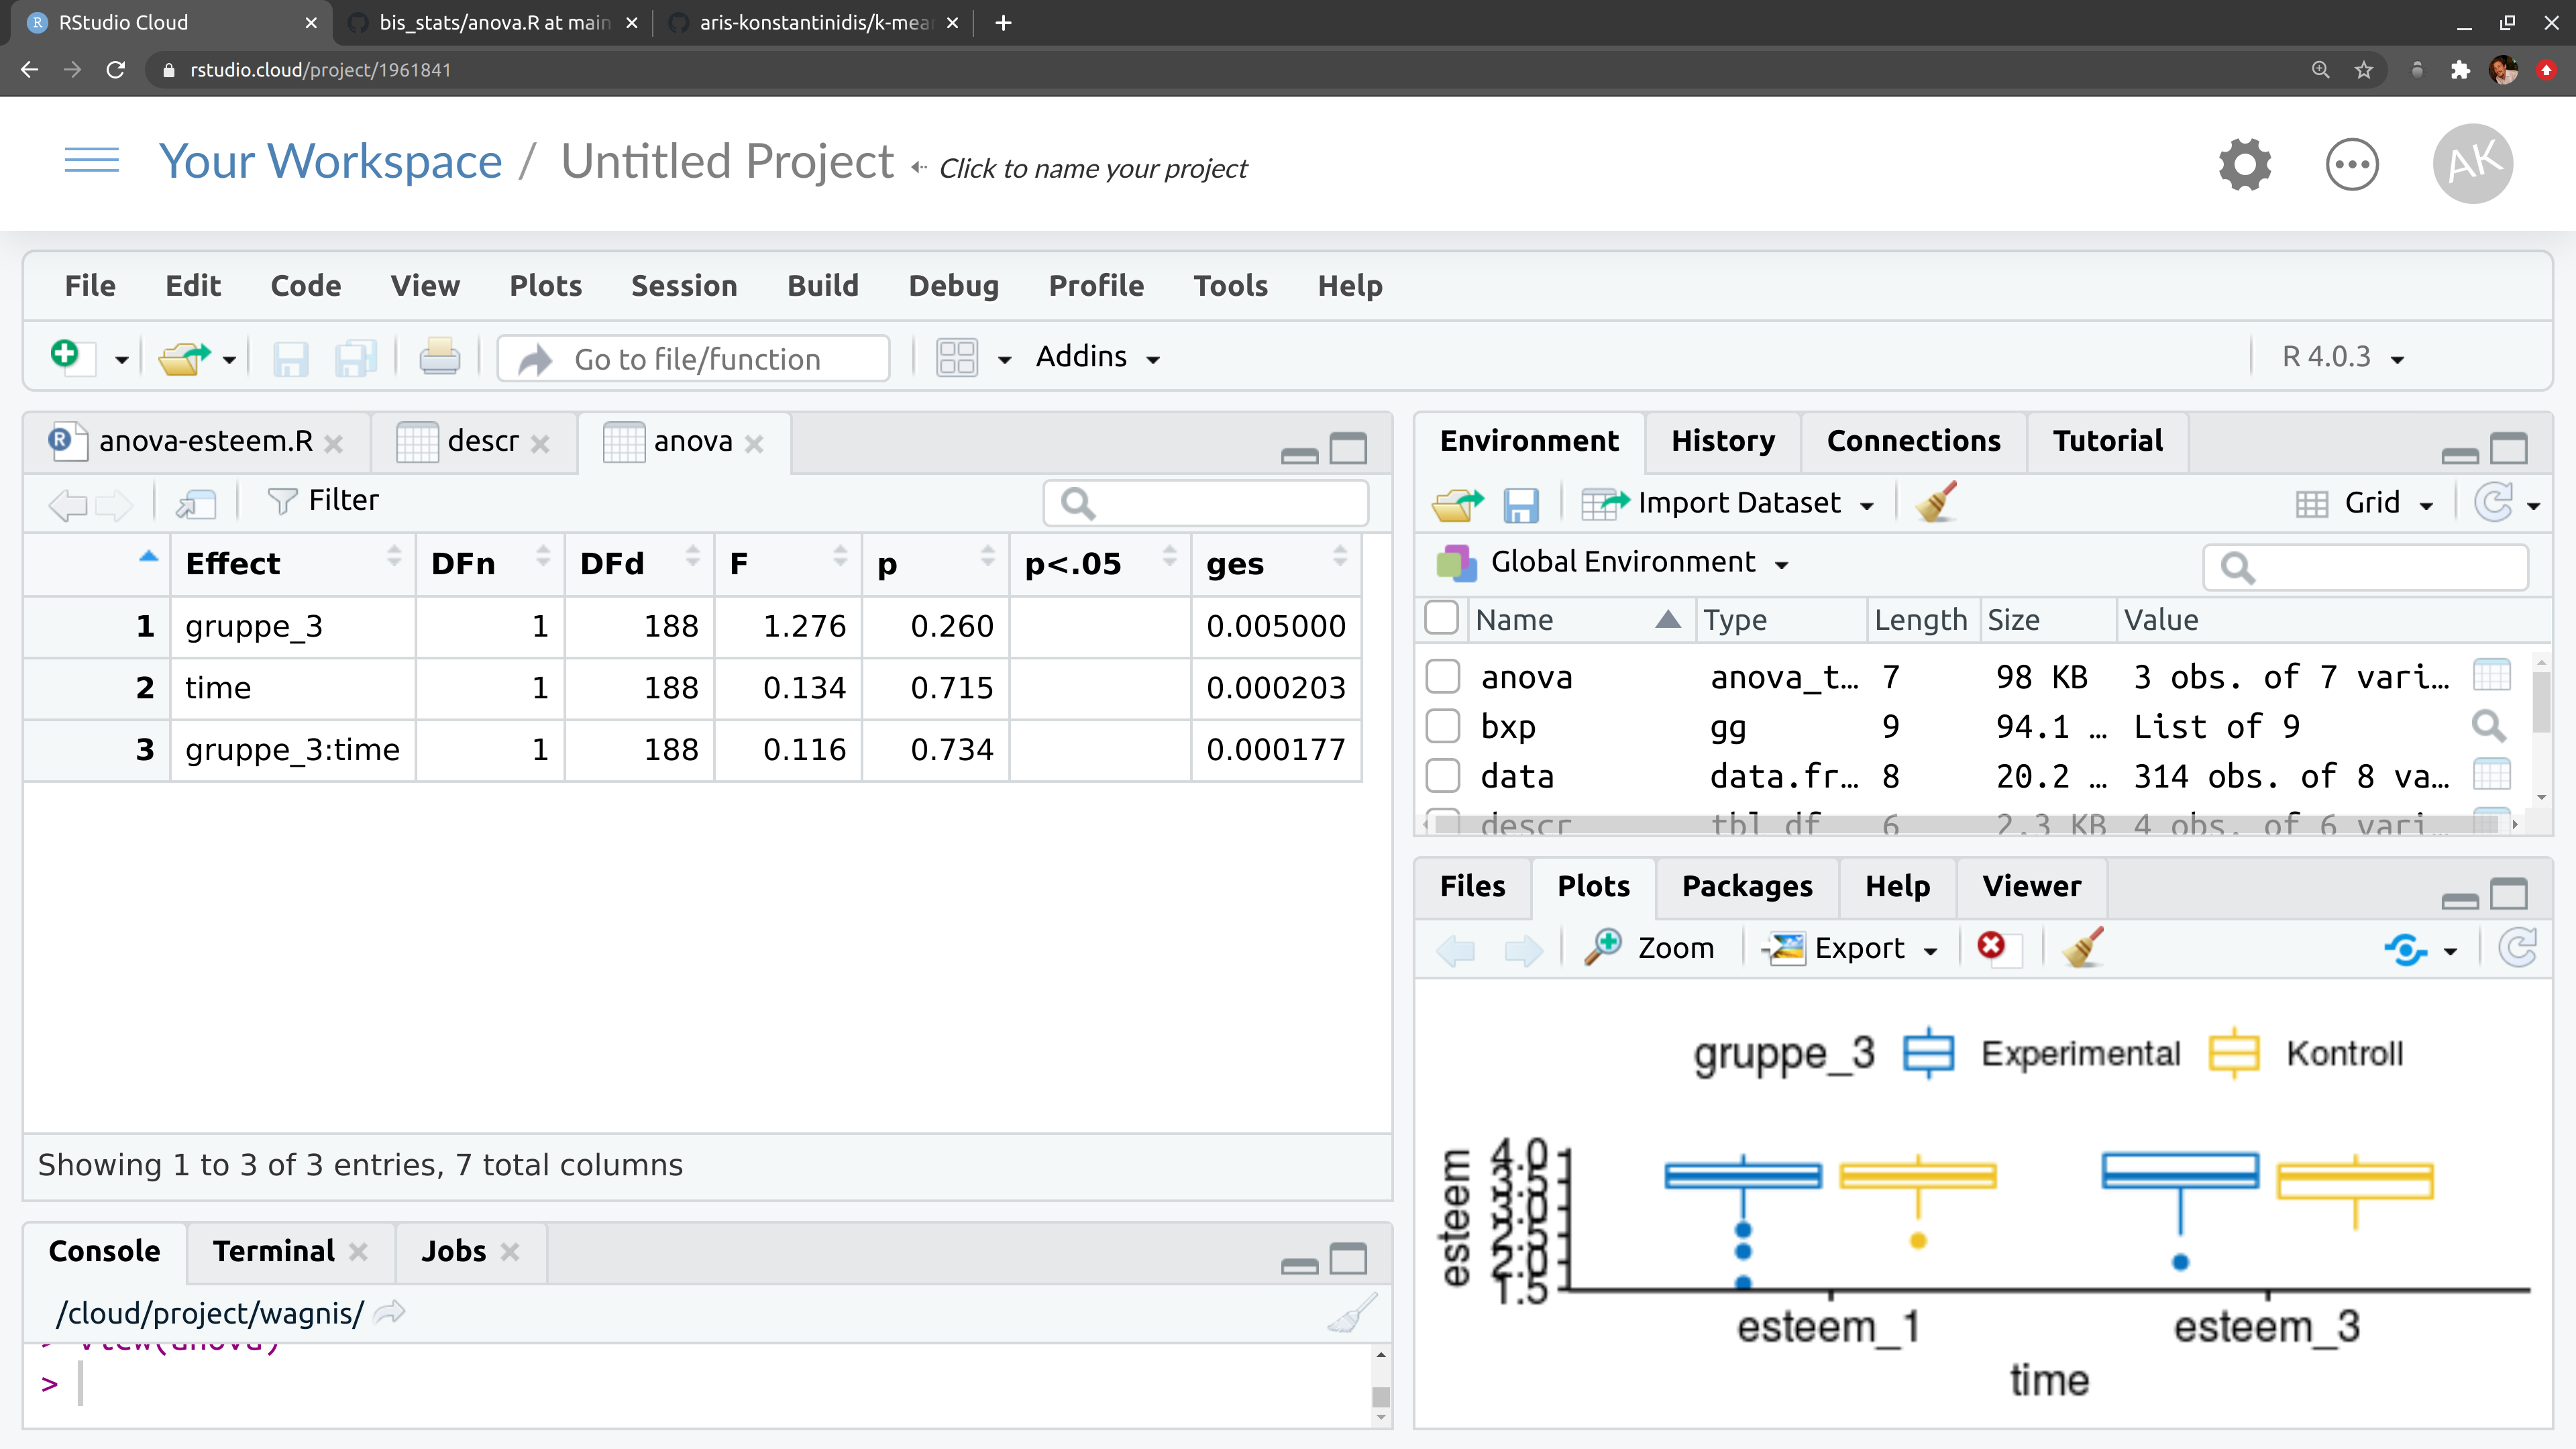 RStudio Cloud
bis_stats/anova.R at main
aris-konstantinidis/k-mea
rstudio.cloud/project/1961841
Your Workspace / Untitled Project Click to name your project
AK
File Edit Code View Plots Session Build Debug Profile Tools Help
Go to file/function Addins R 4.0.3
anova-esteem.R descr anova
Filter
Effect DFn DFd F p p<.05 ges
1 gruppe_3 1 188 1.276 0.260 0.005000
2 time 1 188 0.134 0.715 0.000203
3 gruppe_3:time 1 188 0.116 0.734 0.000177
Showing 1 to 3 of 3 entries, 7 total columns
Console Terminal Jobs
/cloud/project/wagnis/
> View(anova)
>
Environment History Connections Tutorial
Import Dataset Grid
Global Environment
Name Type Length Size Value
anova anova_t… 7 98 KB 3 obs. of 7 vari…
bxp gg 9 94.1 … List of 9
data data.fr… 8 20.2 … 314 obs. of 8 va…
descr tbl_df 6 2.3 KB 4 obs. of 6 vari…
Files Plots Packages Help Viewer
Zoom Export
gruppe_3 Experimental Kontroll
esteem
4.0
3.5
3.0
2.5
2.0
1.5
esteem_1 esteem_3
time